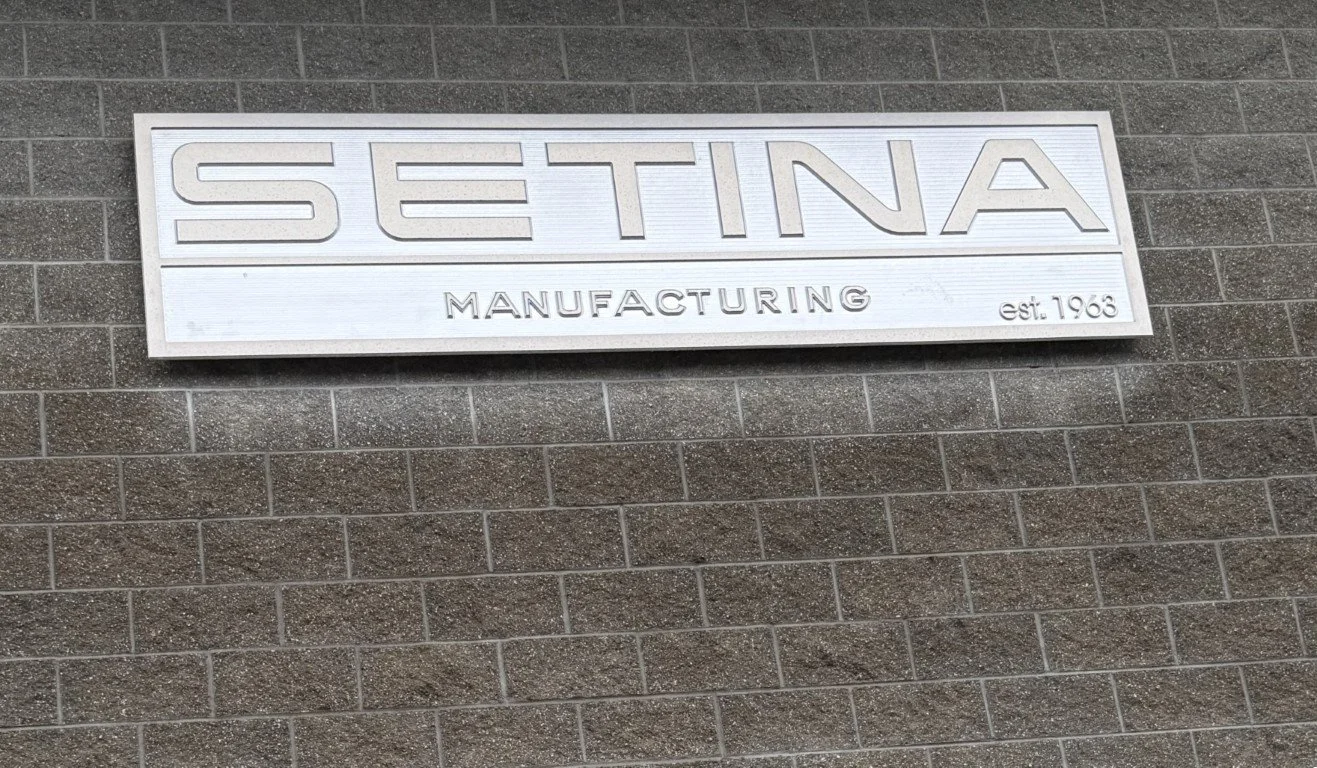 SETINA
MANUFACTURING
est. 1963